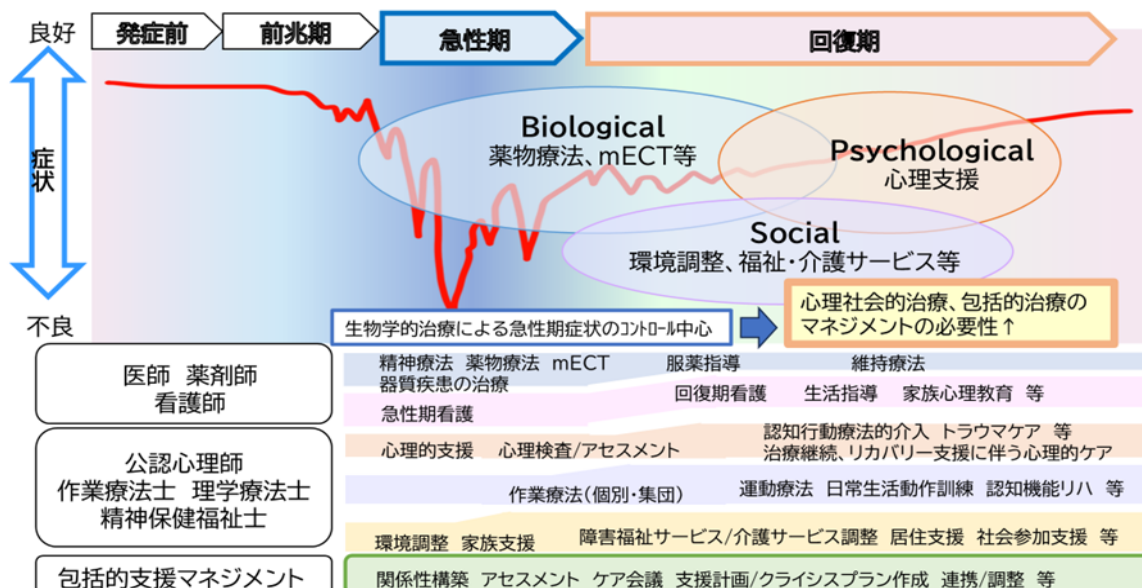 良好
発症前
前兆期
急性期
回復期
症状
不良
Biological
薬物療法、mECT等
Psychological
心理支援
Social
環境調整、福祉・介護サービス等
生物学的治療による急性期症状のコントロール中心
心理社会的治療、包括的治療の
マネジメントの必要性↑
医師 薬剤師
看護師
精神療法 薬物療法 mECT
器質疾患の治療
服薬指導
維持療法
急性期看護
回復期看護 生活指導 家族心理教育 等
公認心理師
作業療法士 理学療法士
精神保健福祉士
心理的支援 心理検査/アセスメント
認知行動療法的介入 トラウマケア 等
治療継続、リカバリー支援に伴う心理的ケア
作業療法(個別・集団)
運動療法 日常生活動作訓練 認知機能リハ 等
環境調整 家族支援
障害福祉サービス/介護サービス調整 居住支援 社会参加支援 等
包括的支援マネジメント
関係性構築 アセスメント ケア会議 支援計画/クライシスプラン作成 連携/調整 等